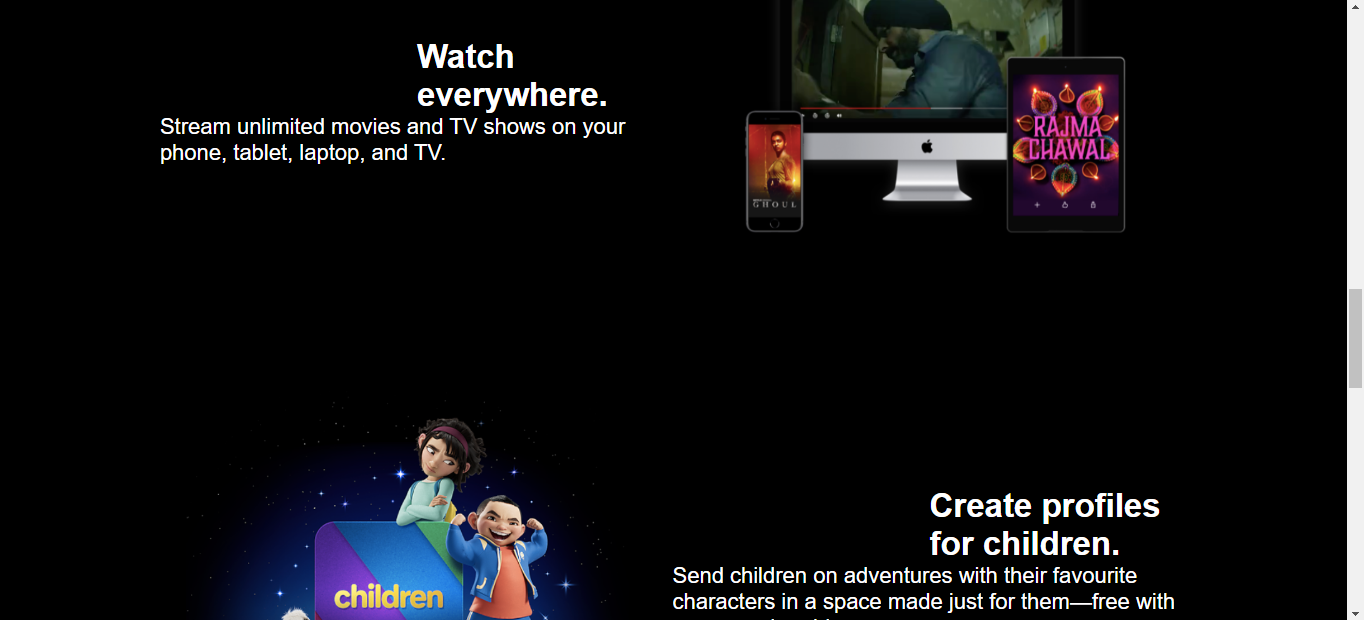 Watch
everywhere.
Stream unlimited movies and TV shows on your
phone, tablet, laptop, and TV.
RAJMA
CHAWAL
GHOUL
children
Create profiles
for children.
Send children on adventures with their favourite
characters in a space made just for them—free with